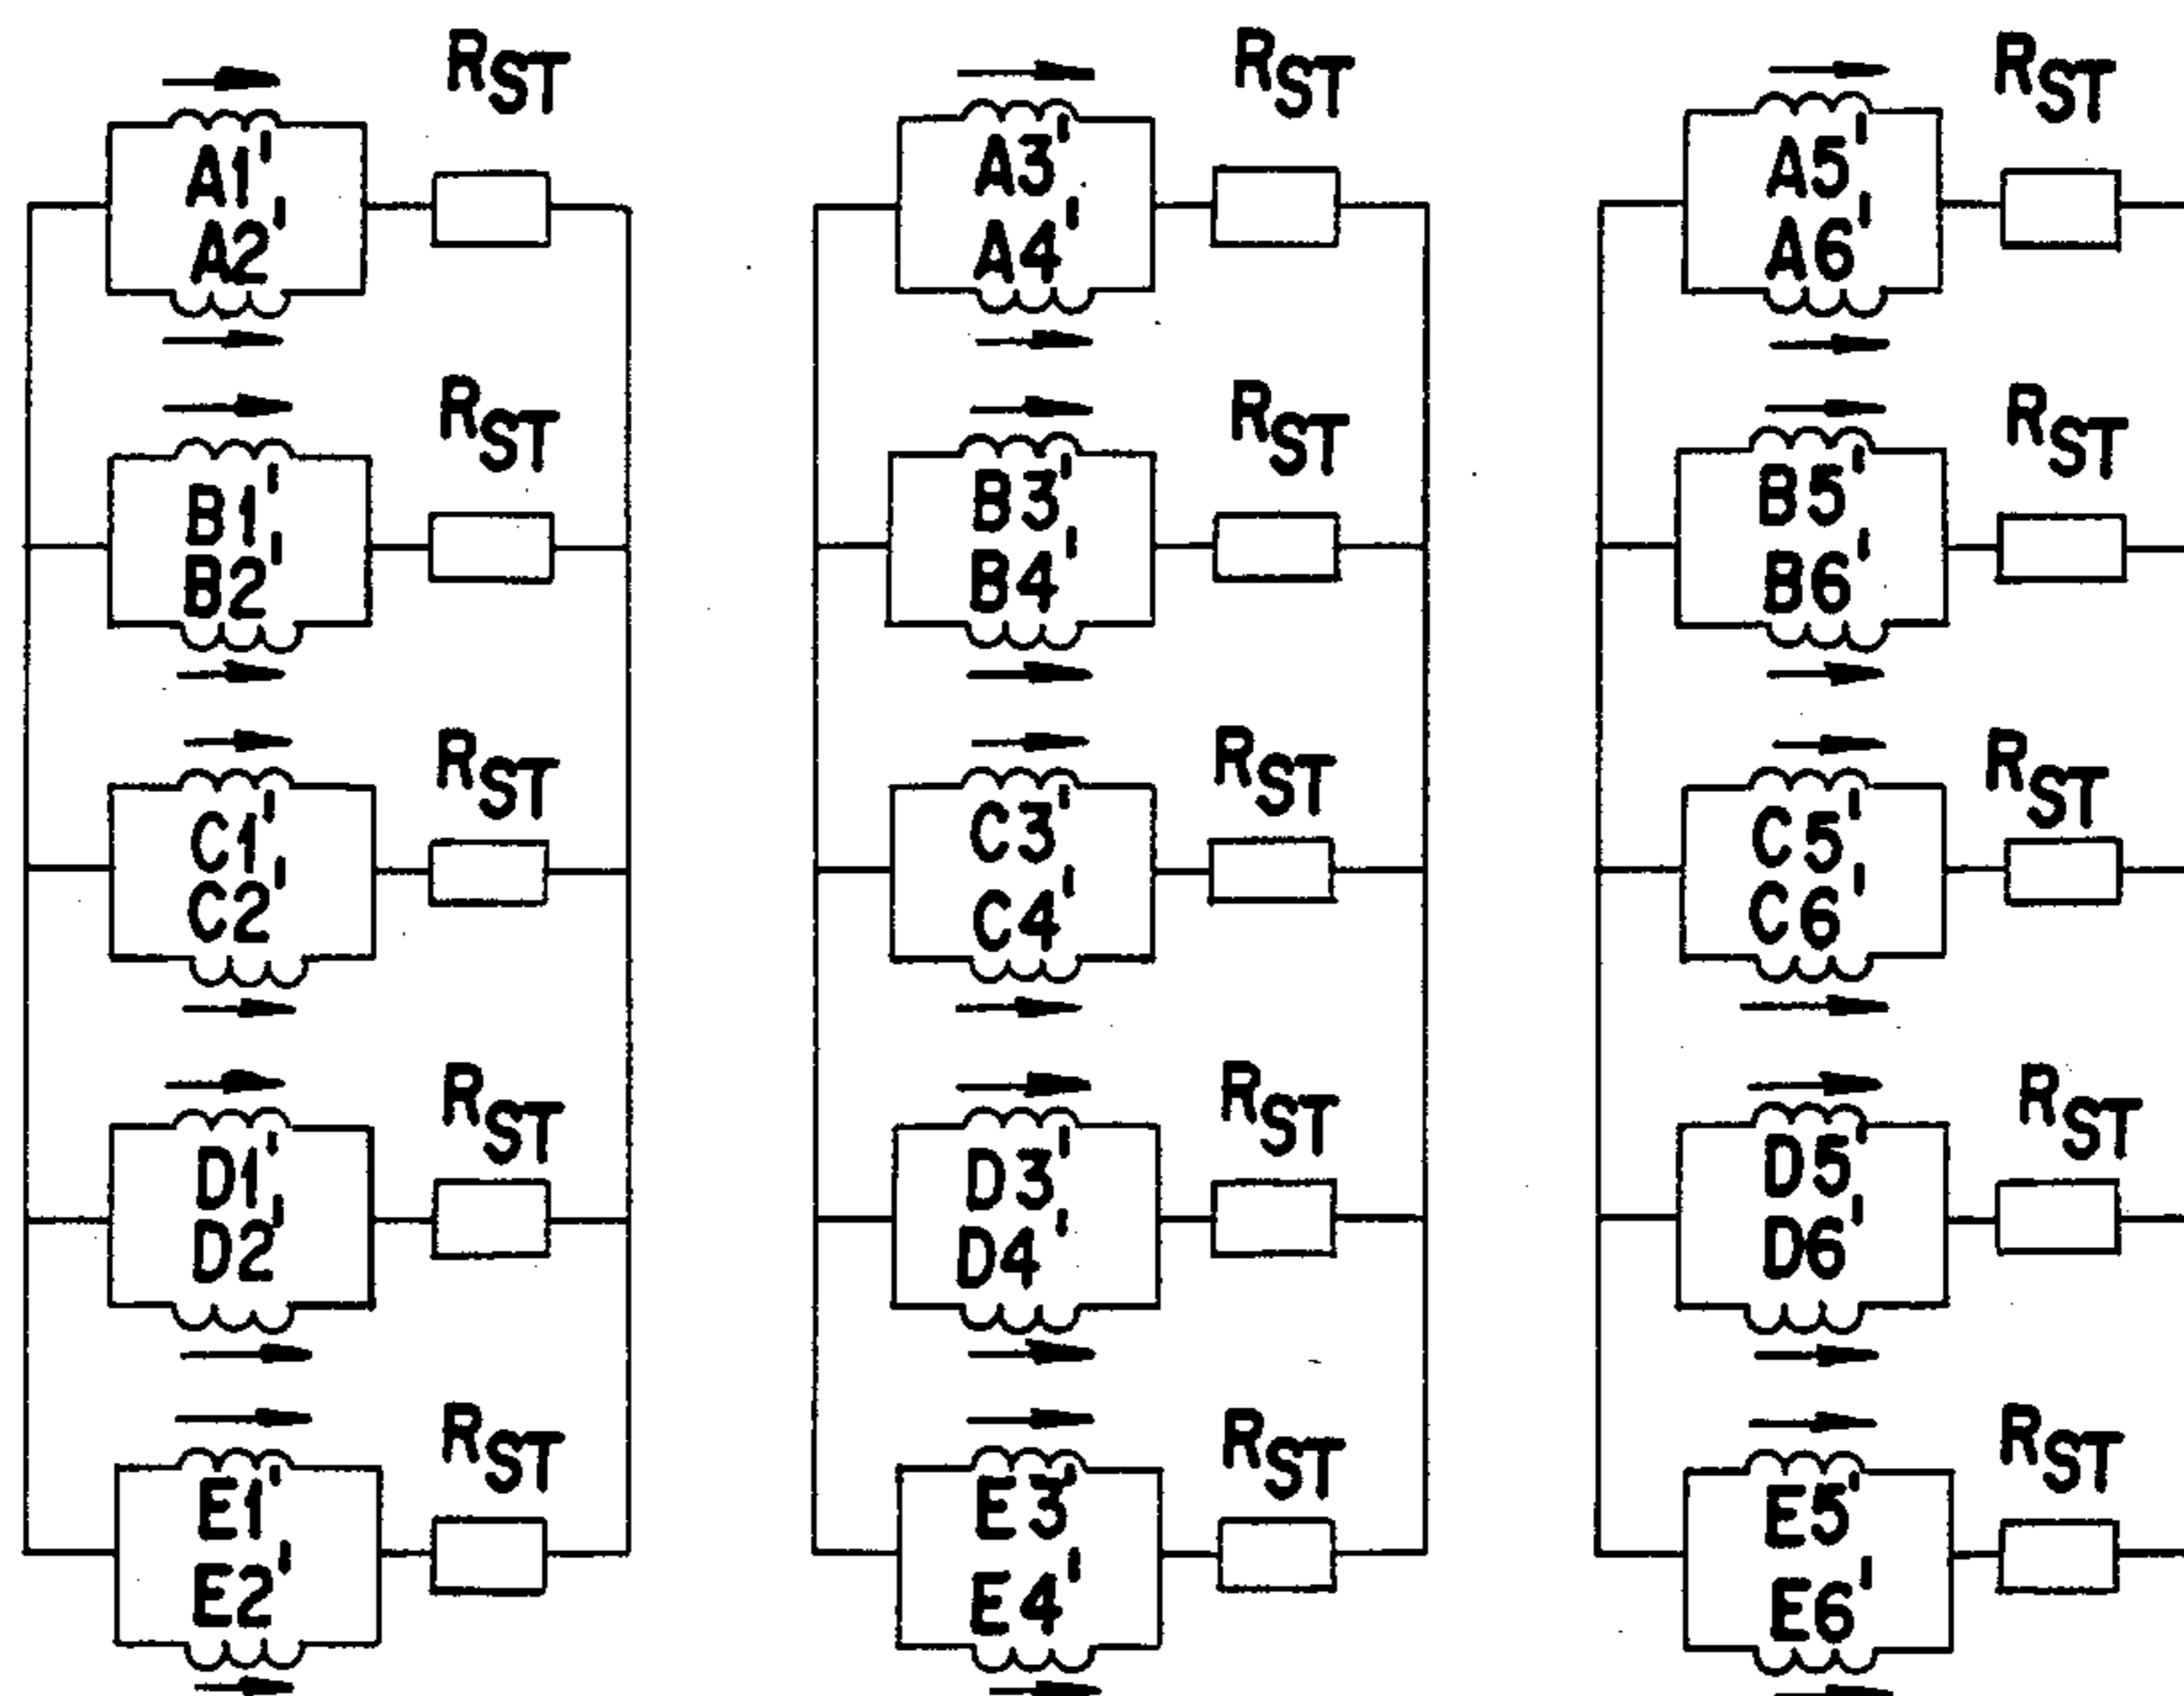 RST RST RST
A1' A3' A5'
A2' A4' A6'
RST RST RST
B1' B3' B5'
B2' B4' B6'
RST RST RST
C1' C3' C5'
C2' C4' C6'
RST RST RST
D1' D3' D5'
D2' D4' D6'
RST RST RST
E1' E3' E5'
E2' E4' E6'